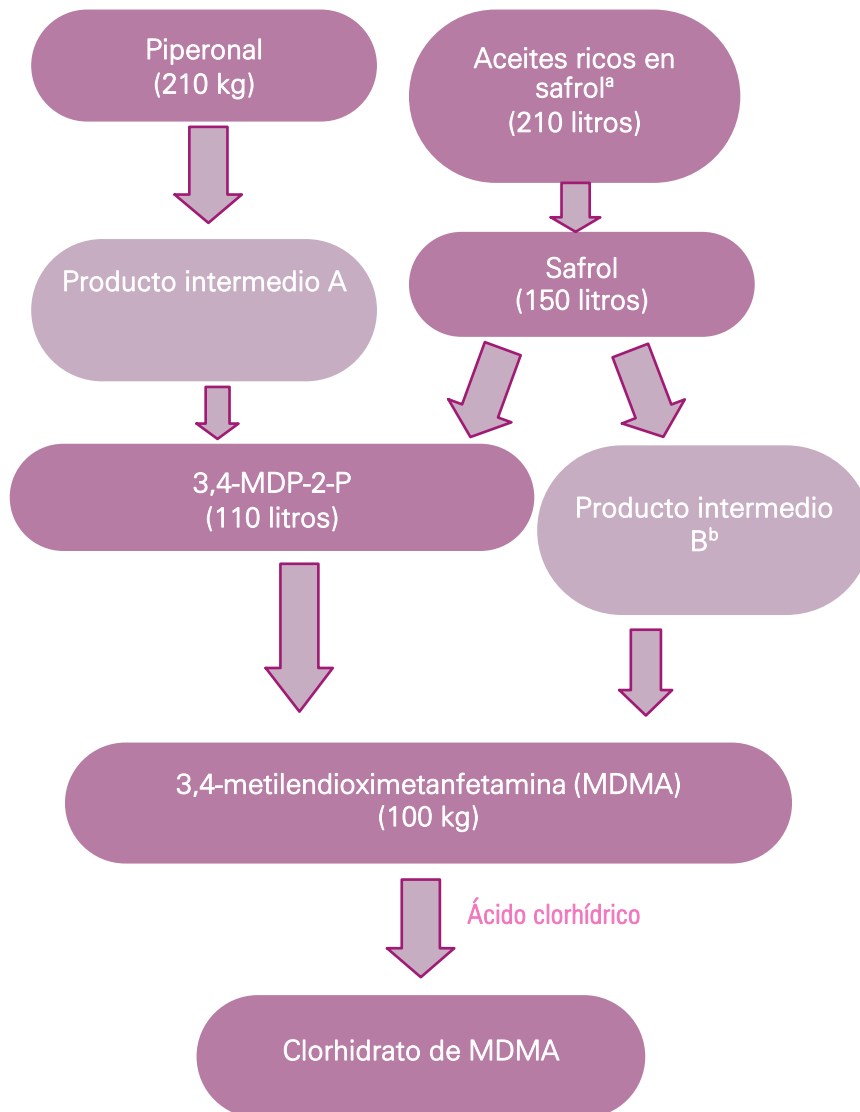 Piperonal
(210 kg)
Aceites ricos en
safrolª
(210 litros)
Producto intermedio A
Safrol
(150 litros)
3,4-MDP-2-P
(110 litros)
Producto intermedio
Bᵇ
3,4-metilendioximetanfetamina (MDMA)
(100 kg)
Ácido clorhídrico
Clorhidrato de MDMA